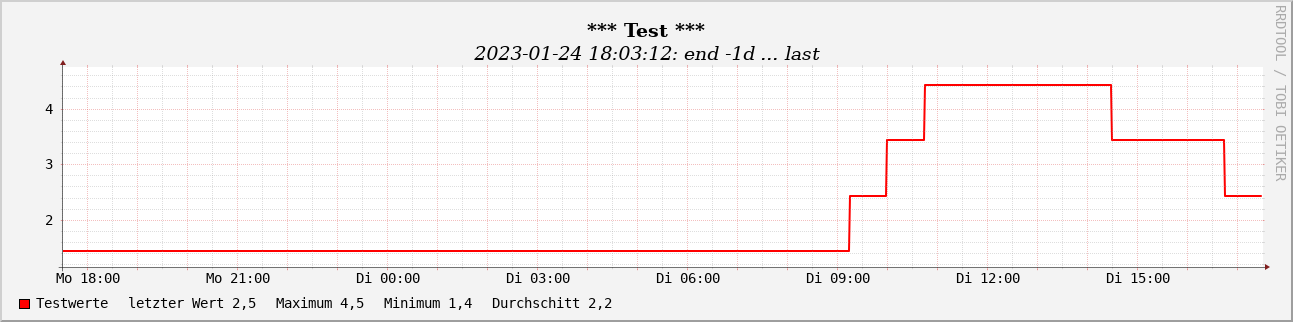 *** Test ***
2023-01-24 18:03:12: end -1d ... last
RRDTOOL / TOBI OETIKER
4
3
2
Mo 18:00 Mo 21:00 Di 00:00 Di 03:00 Di 06:00 Di 09:00 Di 12:00 Di 15:00
Testwerte letzter Wert 2,5 Maximum 4,5 Minimum 1,4 Durchschitt 2,2